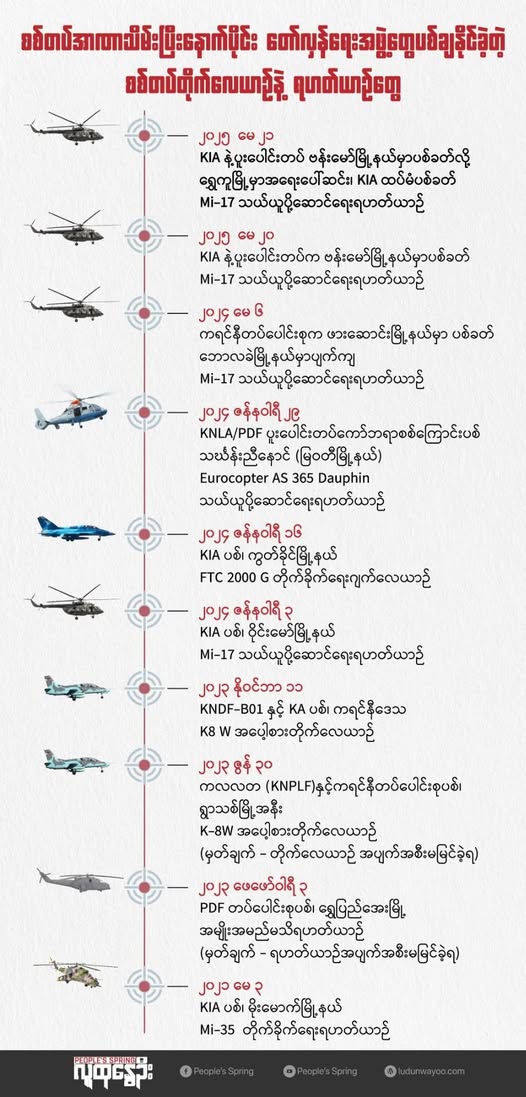 စစ်တပ်အာဏာသိမ်းပြီးနောက်ပိုင်း တော်လှန်ရေးအဖွဲ့တွေပစ်ချနိုင်ခဲ့တဲ့
စစ်တပ်တိုက်လေယာဉ်နဲ့ ရဟတ်ယာဉ်တွေ
၂၀၂၅ မေ ၂၁
KIA နဲ့ပူးပေါင်းတပ် ဗန်းမော်မြို့နယ်မှာပစ်ခတ်လို့
ရွှေကူမြို့မှာအရေးပေါ်ဆင်း၊ KIA ထပ်မံပစ်ခတ်
Mi-17 သယ်ယူပို့ဆောင်ရေးရဟတ်ယာဉ်
၂၀၂၅ မေ ၂၀
KIA နဲ့ပူးပေါင်းတပ်က ဗန်းမော်မြို့နယ်မှာပစ်ခတ်
Mi-17 သယ်ယူပို့ဆောင်ရေးရဟတ်ယာဉ်
၂၀၂၄ မေ ၆
ကရင်နီတပ်ပေါင်းစုက ဖားဆောင်းမြို့နယ်မှာ ပစ်ခတ်
ဘောလခဲမြို့နယ်မှာပျက်ကျ
Mi-17 သယ်ယူပို့ဆောင်ရေးရဟတ်ယာဉ်
၂၀၂၄ ဇန်နဝါရီ ၂၉
KNLA/PDF ပူးပေါင်းတပ်ကော်ဘရာစစ်ကြောင်းပစ်
သင်္ဃန်းညီနောင် (မြဝတီမြို့နယ်)
Eurocopter AS 365 Dauphin
သယ်ယူပို့ဆောင်ရေးရဟတ်ယာဉ်
၂၀၂၄ ဇန်နဝါရီ ၁၆
KIA ပစ်၊ ကွတ်ခိုင်မြို့နယ်
FTC 2000 G တိုက်ခိုက်ရေးဂျက်လေယာဉ်
၂၀၂၄ ဇန်နဝါရီ ၃
KIA ပစ်၊ ဝိုင်းမော်မြို့နယ်
Mi-17 သယ်ယူပို့ဆောင်ရေးရဟတ်ယာဉ်
၂၀၂၃ နိုဝင်ဘာ ၁၁
KNDF-B01 နှင့် KA ပစ်၊ ကရင်နီဒေသ
K8 W အပေါ့စားတိုက်လေယာဉ်
၂၀၂၃ ဇွန် ၃၀
ကလလတ (KNPLF)နှင့်ကရင်နီတပ်ပေါင်းစုပစ်၊
ရွာသစ်မြို့အနီး
K-8W အပေါ့စားတိုက်လေယာဉ်
(မှတ်ချက် – တိုက်လေယာဉ် အပျက်အစီးမမြင်ခဲ့ရ)
၂၀၂၃ ဖေဖော်ဝါရီ ၃
PDF တပ်ပေါင်းစုပစ်၊ ရွှေပြည်အေးမြို့
အမျိုးအမည်မသိရဟတ်ယာဉ်
(မှတ်ချက် – ရဟတ်ယာဉ်အပျက်အစီးမမြင်ခဲ့ရ)
၂၀၂၁ မေ ၃
KIA ပစ်၊ မိုးမောက်မြို့နယ်
Mi-35 တိုက်ခိုက်ရေးရဟတ်ယာဉ်
PEOPLE'S SPRING
လူထုနွေဦး
People's Spring
People's Spring
ludunwayoo.com